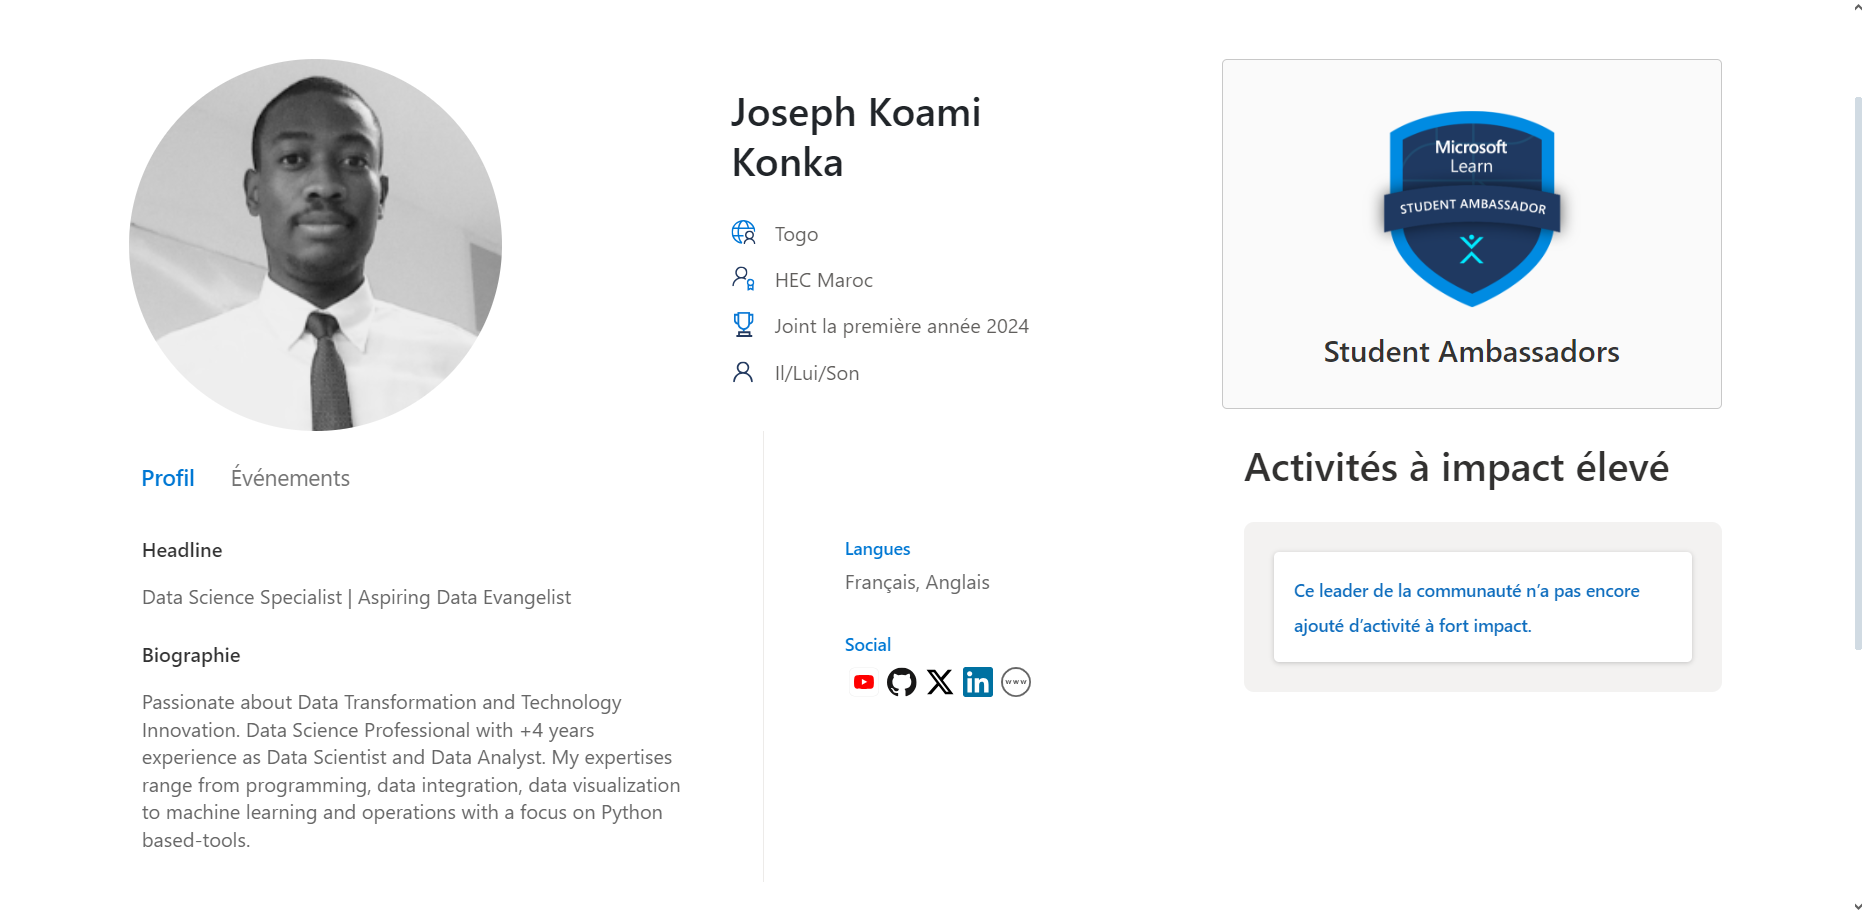 Joseph Koami
Konka
Togo
HEC Maroc
Joint la première année 2024
Il/Lui/Son
Microsoft
Learn
STUDENT AMBASSADOR
Student Ambassadors
Profil
Événements
Headline
Data Science Specialist | Aspiring Data Evangelist
Biographie
Passionate about Data Transformation and Technology
Innovation. Data Science Professional with +4 years
experience as Data Scientist and Data Analyst. My expertises
range from programming, data integration, data visualization
to machine learning and operations with a focus on Python
based-tools.
Langues
Français, Anglais
Social
in
www
Activités à impact élevé
Ce leader de la communauté n’a pas encore
ajouté d’activité à fort impact.